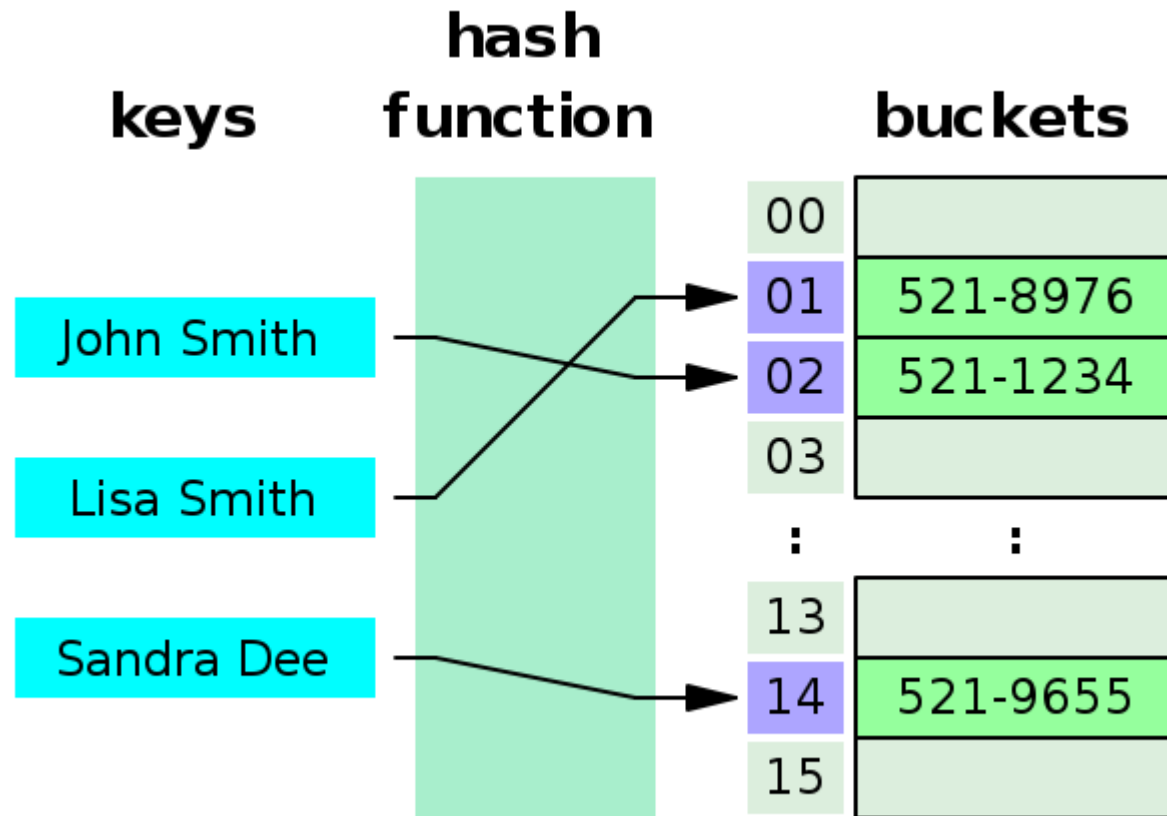 hash
keys function buckets
00
01 521-8976
John Smith
02 521-1234
03
Lisa Smith
:  :
13
Sandra Dee
14 521-9655
15